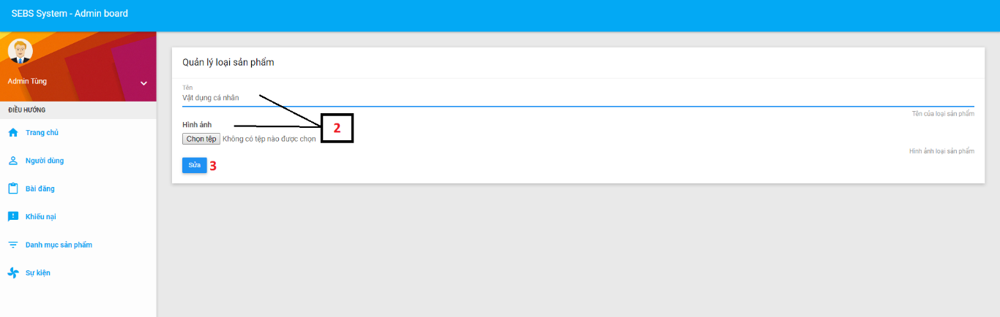 SEBS System - Admin board
Admin Tùng
ĐIỀU HƯỚNG
Trang chủ
Người dùng
Bài đăng
Khiếu nại
Danh mục sản phẩm
Sự kiện
Quản lý loại sản phẩm
Tên
Vật dụng cá nhân
Tên của loại sản phẩm
Hình ảnh
Chọn tệp Không có tệp nào được chọn
2
Hình ảnh loại sản phẩm
Sửa 3